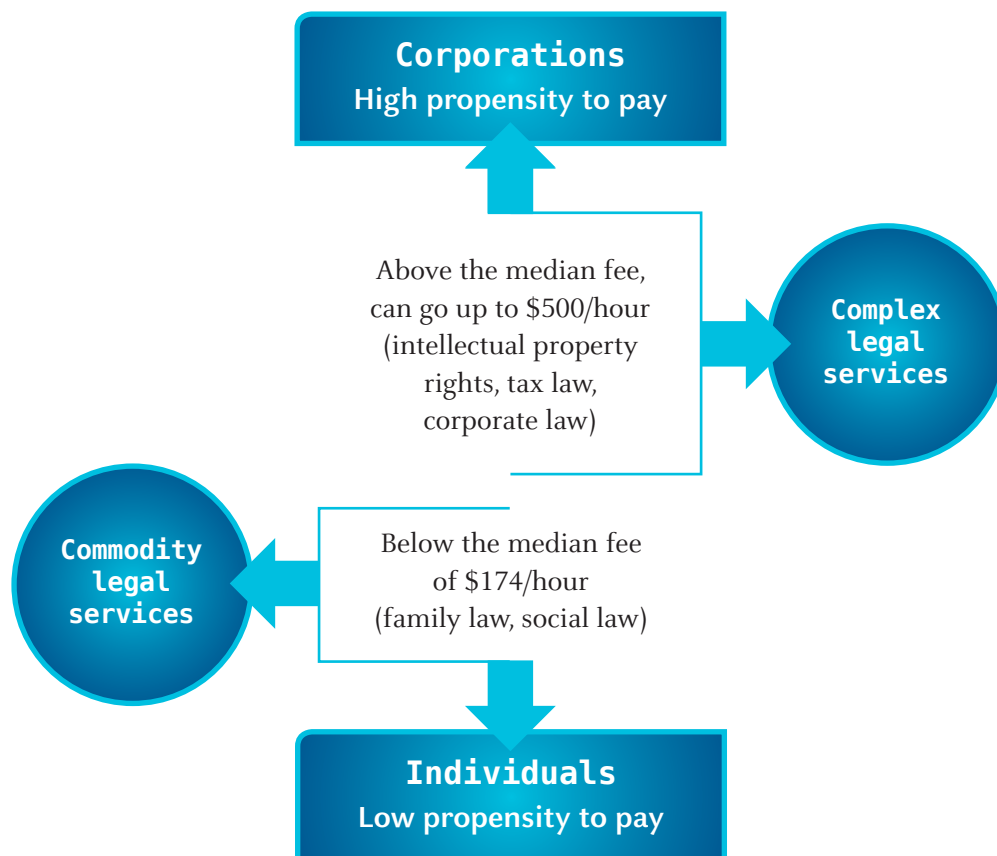 Corporations
High propensity to pay
Above the median fee,
can go up to $500/hour
(intellectual property
rights, tax law,
corporate law)
Complex
legal
services
Commodity
legal
services
Below the median fee
of $174/hour
(family law, social law)
Individuals
Low propensity to pay